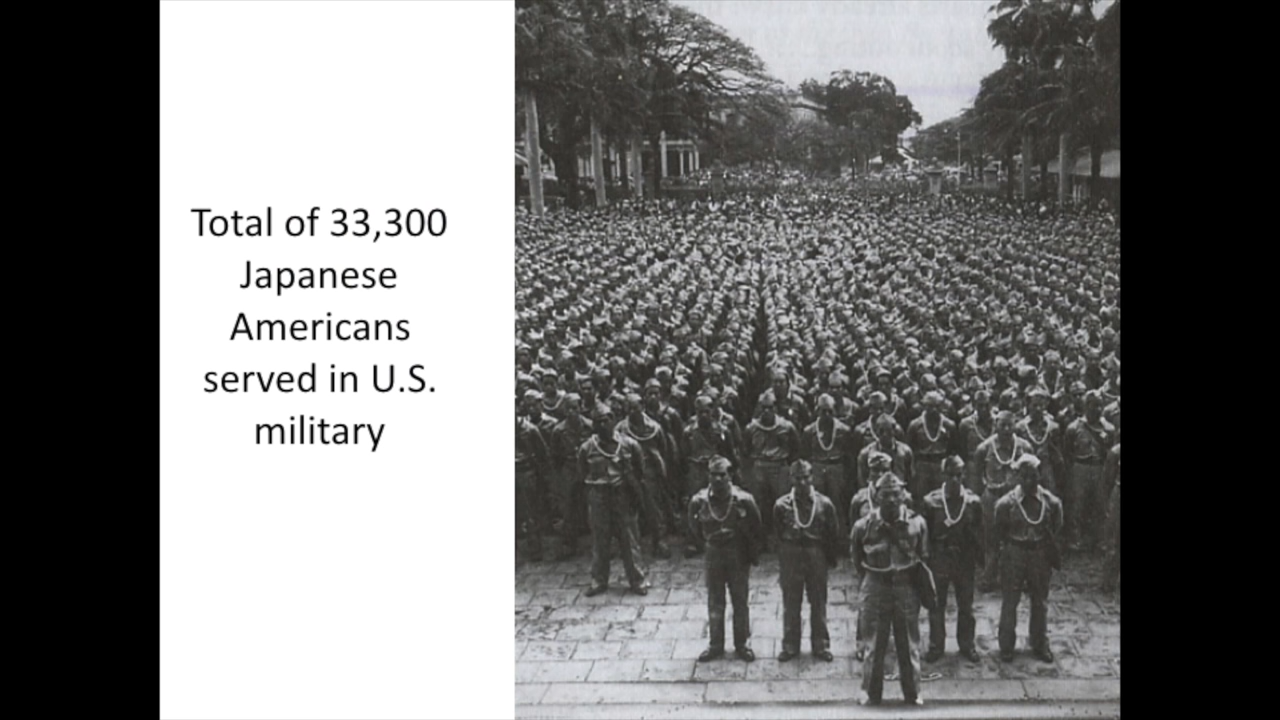 Total of 33,300
Japanese
Americans
served in U.S.
military